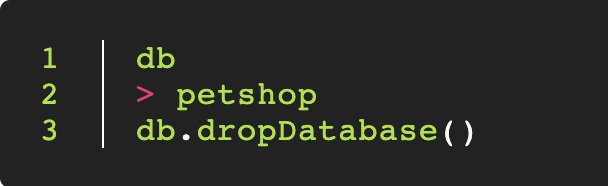 1 db
2 > petshop
3 db.dropDatabase()